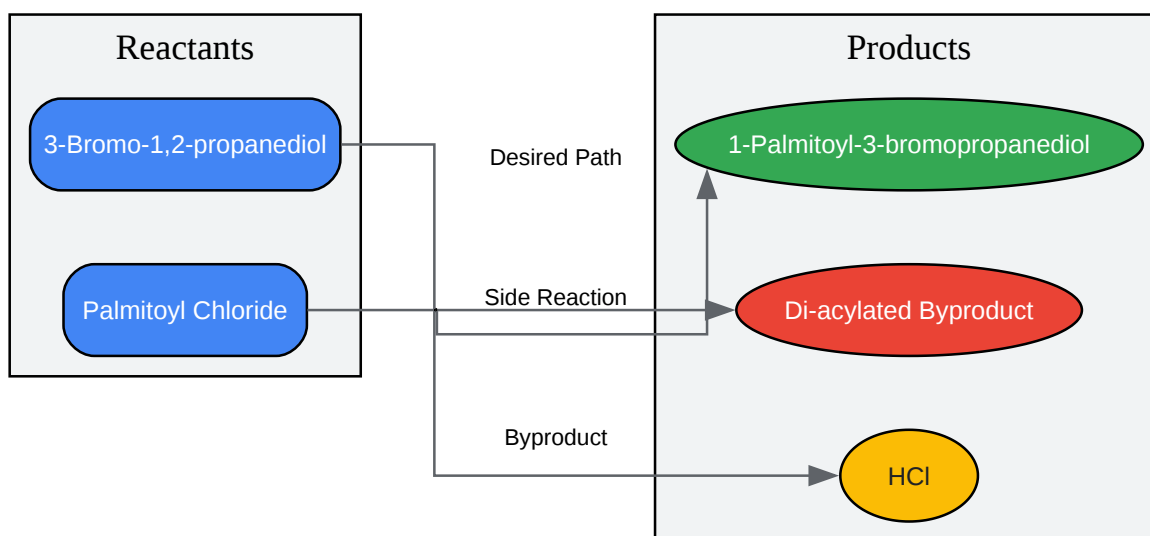 Reactants
3-Bromo-1,2-propanediol
Palmitoyl Chloride
Desired Path
Side Reaction
Byproduct
Products
1-Palmitoyl-3-bromopropanediol
Di-acylated Byproduct
HCl